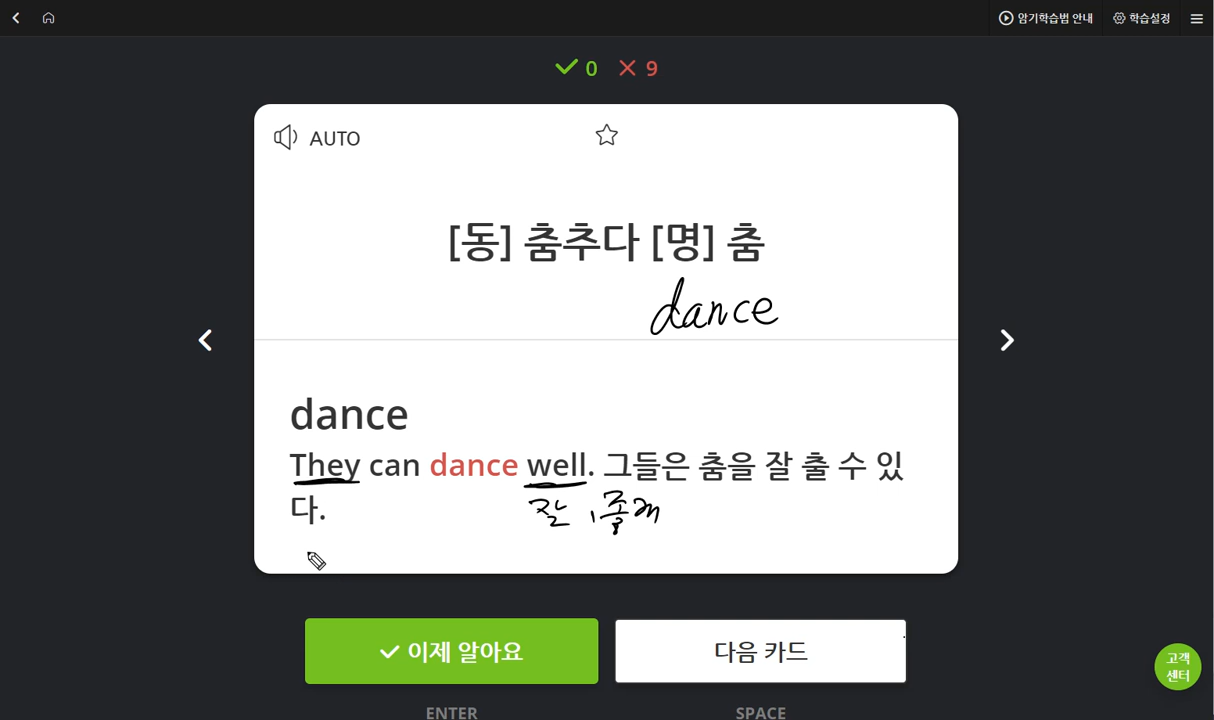 암기학습법 안내 학습설정
0 9
AUTO
[동] 춤추다 [명] 춤
dance
dance
They can dance well. 그들은 춤을 잘 출 수 있
다.
잘, 좋게
이제 알아요 다음 카드
고객
센터
ENTER SPACE